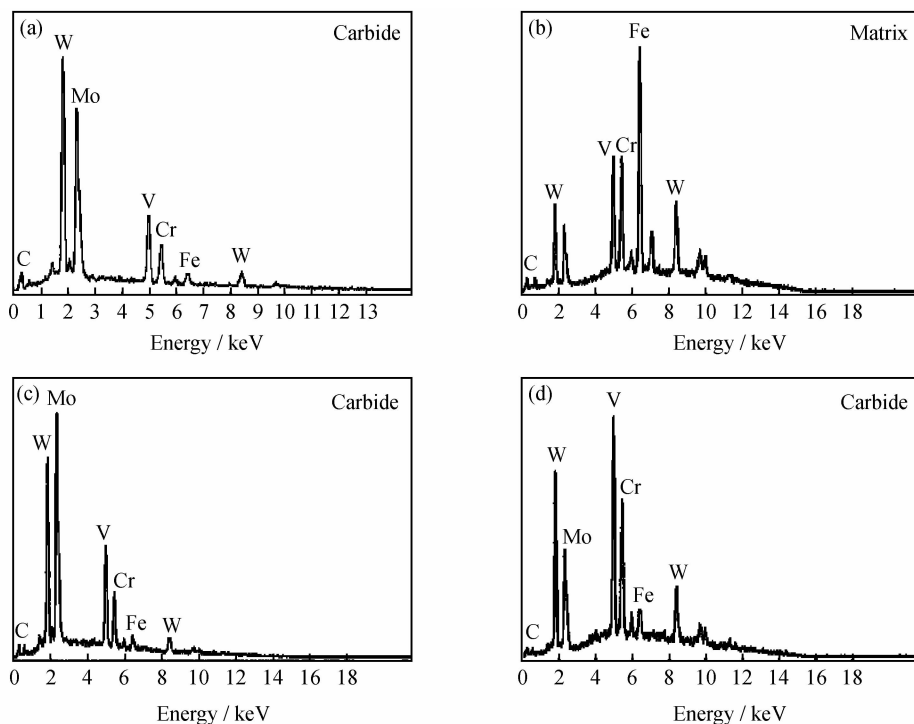 (a) Carbide
W
Mo
V
Cr
Fe
W
C
0 1 2 3 4 5 6 7 8 9 10 11 12 13
Energy / keV
(b) Matrix
Fe
V
Cr
W
W
C
0 2 4 6 8 10 12 14 16 18
Energy / keV
(c) Carbide
Mo
W
V
Cr
Fe
W
C
0 2 4 6 8 10 12 14 16 18
Energy / keV
(d) Carbide
V
W
Cr
Mo
W
Fe
C
0 2 4 6 8 10 12 14 16 18
Energy / keV